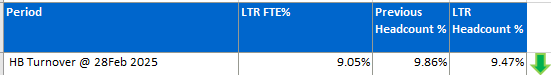 Period LTR FTE% Previous Headcount % LTR Headcount %
HB Turnover @ 28Feb 2025 9.05% 9.86% 9.47%